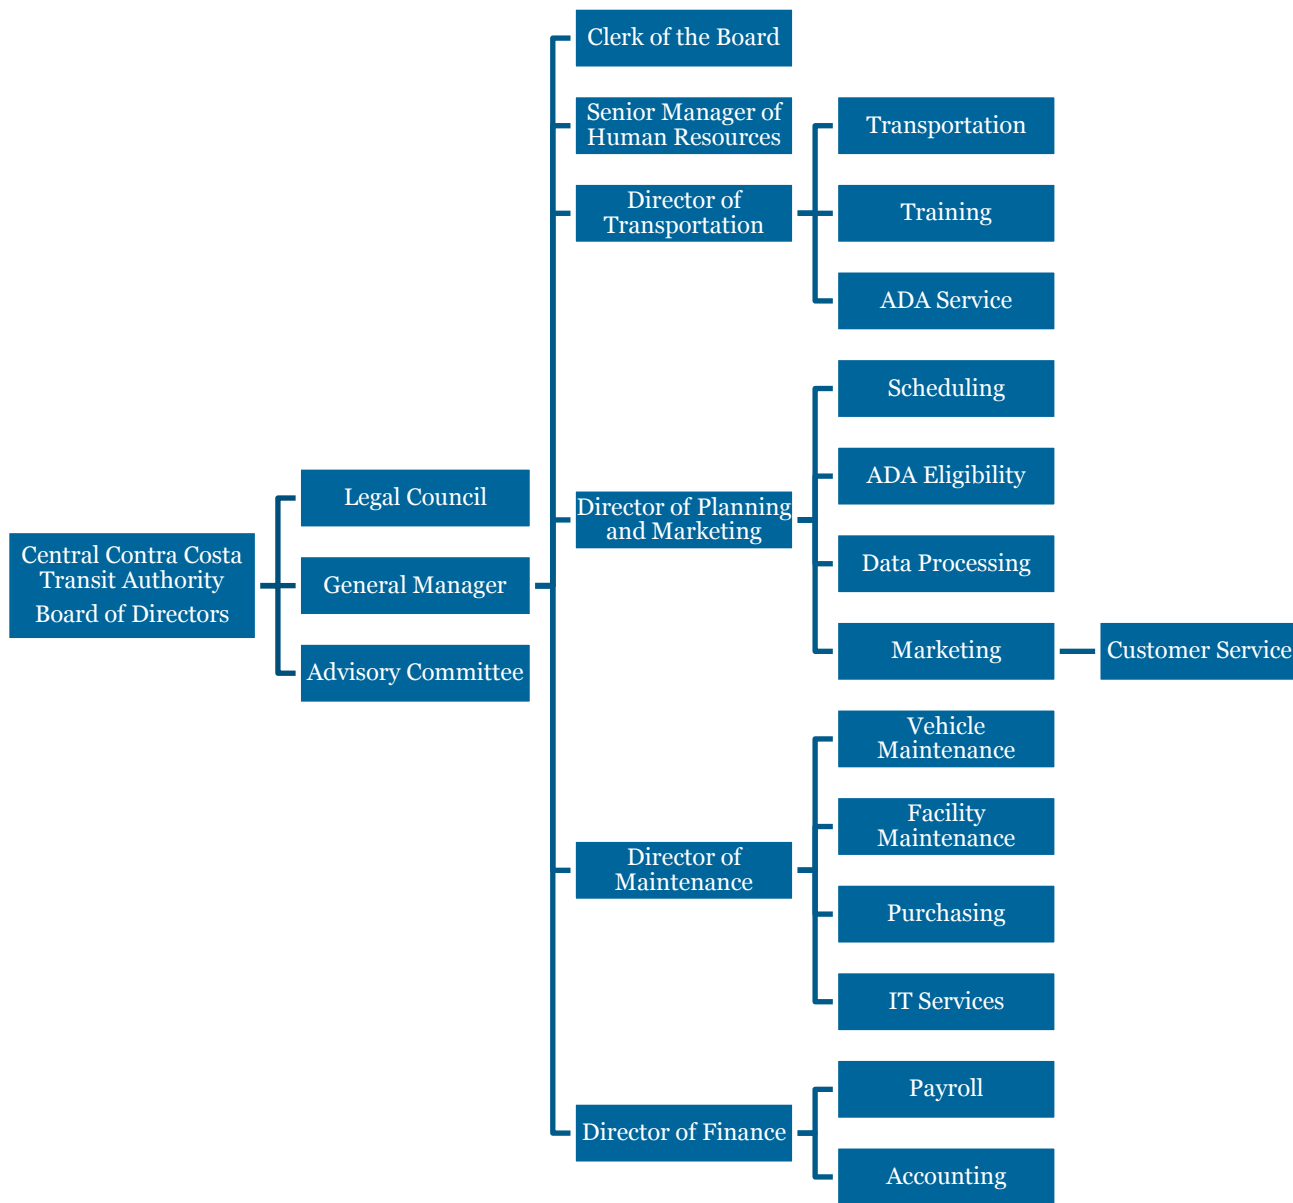 Clerk of the Board
Senior Manager of
Human Resources
Transportation
Director of
Transportation
Training
ADA Service
Scheduling
ADA Eligibility
Legal Council
Director of Planning
and Marketing
Central Contra Costa
Transit Authority
Board of Directors
General Manager
Data Processing
Advisory Committee
Marketing
Customer Service
Vehicle
Maintenance
Facility
Maintenance
Director of
Maintenance
Purchasing
IT Services
Payroll
Director of Finance
Accounting